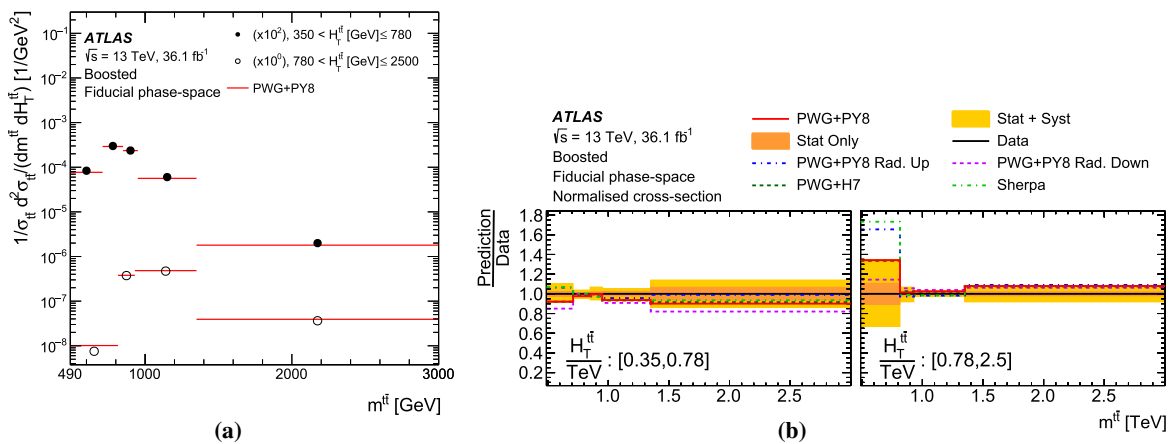 ATLAS
√s = 13 TeV, 36.1 fb⁻¹
Boosted
Fiducial phase-space
(x10²), 350 < H_T^{tt̄} [GeV] ≤ 780
(x10⁰), 780 < H_T^{tt̄} [GeV] ≤ 2500
PWG+PY8
1/σ_{tt̄} d²σ_{tt̄}/(dm^{tt̄} dH_T^{tt̄}) [1/GeV²]
10⁻¹
10⁻²
10⁻³
10⁻⁴
10⁻⁵
10⁻⁶
10⁻⁷
10⁻⁸
490 1000 2000 3000
m^{tt̄} [GeV]
(a)
ATLAS
√s = 13 TeV, 36.1 fb⁻¹
Boosted
Fiducial phase-space
Normalised cross-section
PWG+PY8
Stat Only
PWG+PY8 Rad. Up
PWG+H7
Stat + Syst
Data
PWG+PY8 Rad. Down
Sherpa
Prediction
Data
1.8
1.6
1.4
1.2
1.0
0.8
0.6
0.4
0.2
H_T^{tt̄}
TeV : [0.35,0.78]
H_T^{tt̄}
TeV : [0.78,2.5]
1.0 1.5 2.0 2.5 1.0 1.5 2.0 2.5
m^{tt̄} [TeV]
(b)